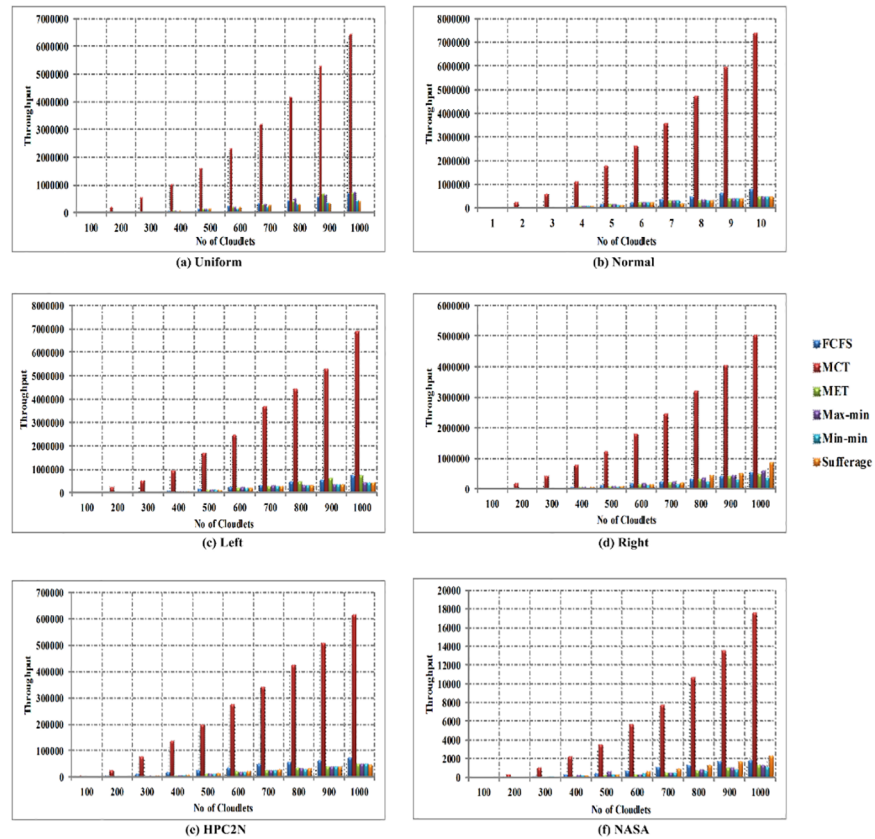 7000000
6000000
5000000
4000000
3000000
2000000
1000000
0
Throughput
100 200 300 400 500 600 700 800 900 1000
No of Cloudlets
(a) Uniform
8000000
7000000
6000000
5000000
4000000
3000000
2000000
1000000
0
Throughput
1 2 3 4 5 6 7 8 9 10
No of Cloudlets
(b) Normal
8000000
7000000
6000000
5000000
4000000
3000000
2000000
1000000
0
Throughput
100 200 300 400 500 600 700 800 900 1000
No of Cloudlets
(c) Left
6000000
5000000
4000000
3000000
2000000
1000000
0
Throughput
100 200 300 400 500 600 700 800 900 1000
No of Cloudlets
(d) Right
FCFS
MCT
MET
Max-min
Min-min
Sufferage
700000
600000
500000
400000
300000
200000
100000
0
Throughput
100 200 300 400 500 600 700 800 900 1000
No of Cloudlets
(e) HPC2N
20000
18000
16000
14000
12000
10000
8000
6000
4000
2000
0
Throughput
100 200 300 400 500 600 700 800 900 1000
No of Cloudlets
(f) NASA